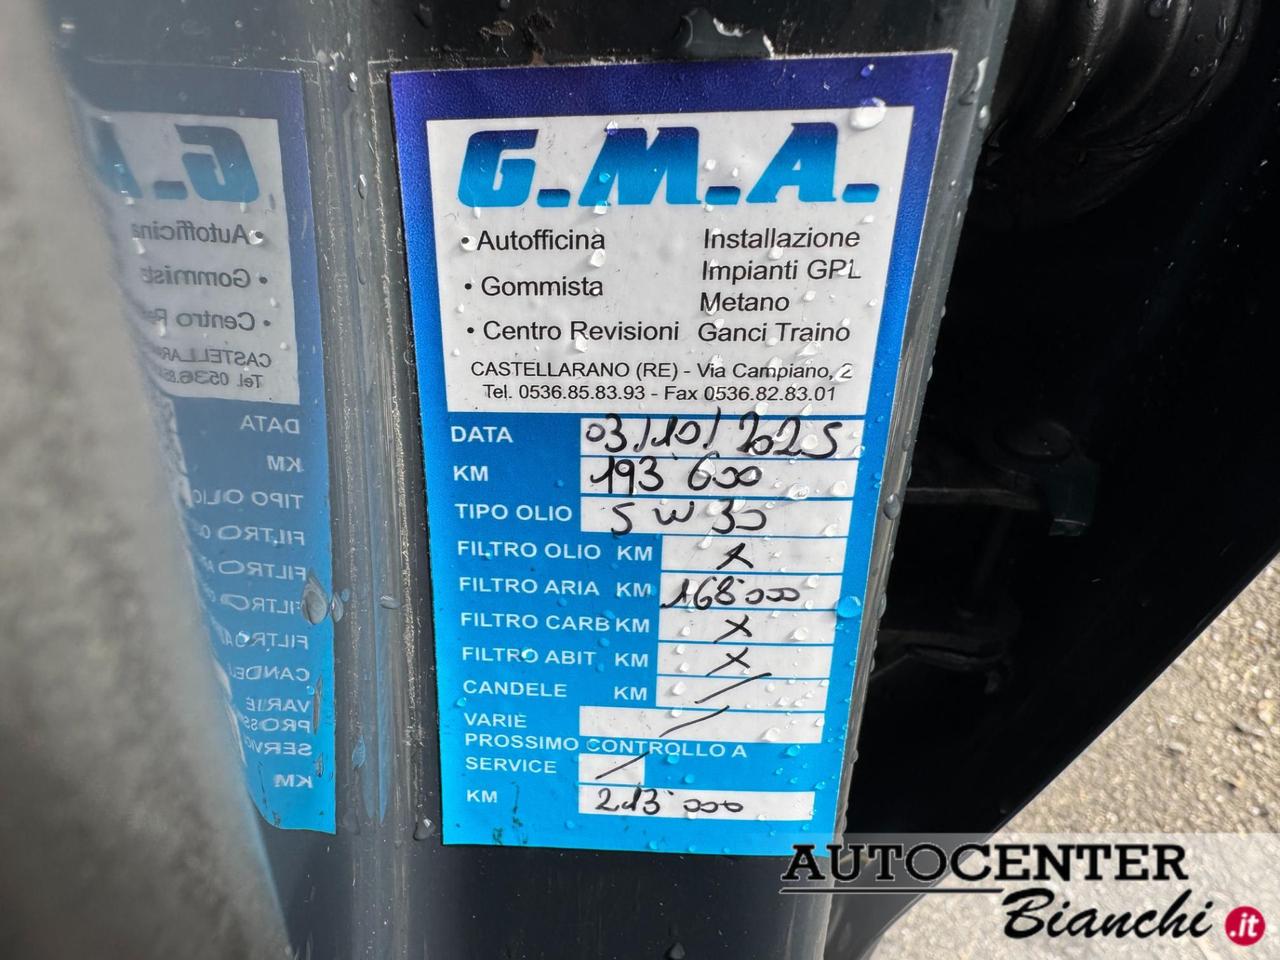 G.M.A.
• Autofficina
• Gommista
• Centro Revisioni
Installazione
Impianti GPL
Metano
Ganci Traino
CASTELLARANO (RE) - Via Campiano, 2
Tel. 0536.85.83.93 - Fax 0536.82.83.01
DATA 03/10/2025
KM 193'600
TIPO OLIO 5W30
FILTRO OLIO KM X
FILTRO ARIA KM 168'000
FILTRO CARB KM X
FILTRO ABIT KM X
CANDELE KM /
VARIE /
PROSSIMO CONTROLLO A
SERVICE /
KM 213'000
AUTOCENTER
Bianchi.it